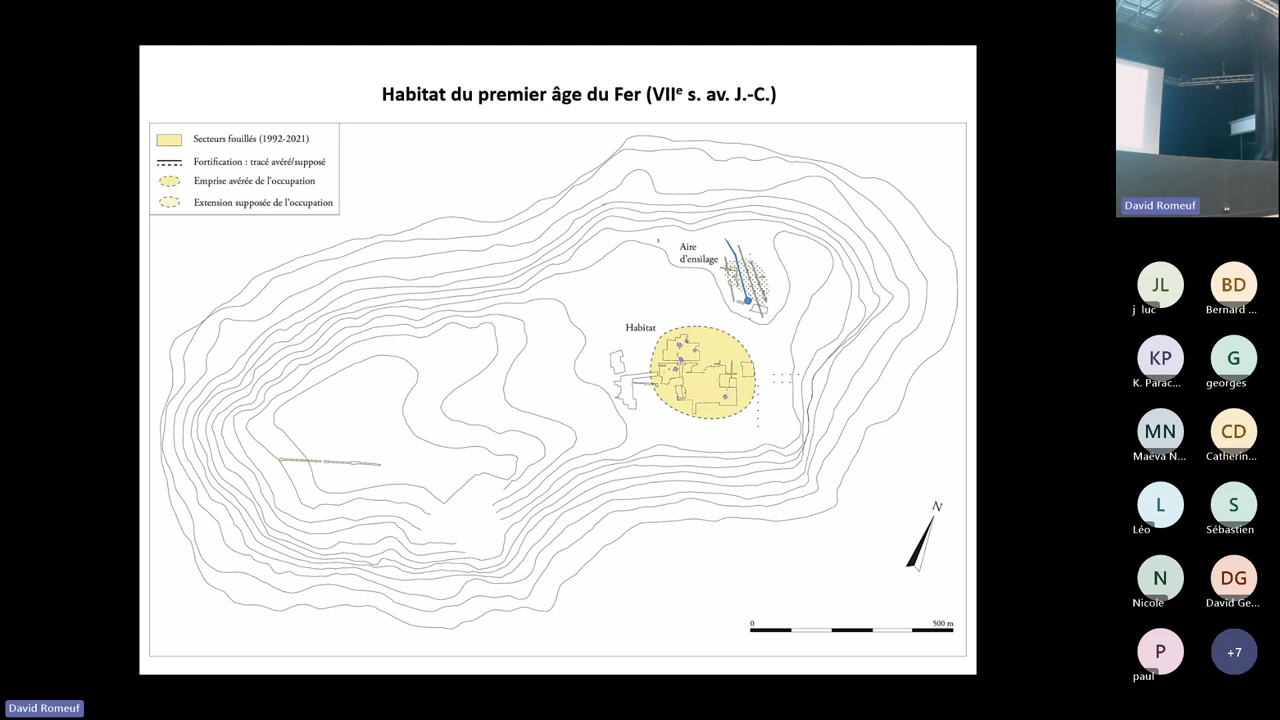 Habitat du premier âge du Fer (VIIᵉ s. av. J.-C.)
Secteurs fouillés (1992-2021)
Fortification : tracé avéré/supposé
Emprise avérée de l'occupation
Extension supposée de l'occupation
Aire
d'ensilage
Habitat
N
0 500 m
David Romeuf
JL
j luc
BD
Bernard ...
KP
K. Parac...
G
georges
MN
Maëva N...
CD
Catherin...
L
Léo
S
Sébastien
N
Nicole
DG
David Ge...
P
paul
+7
David Romeuf